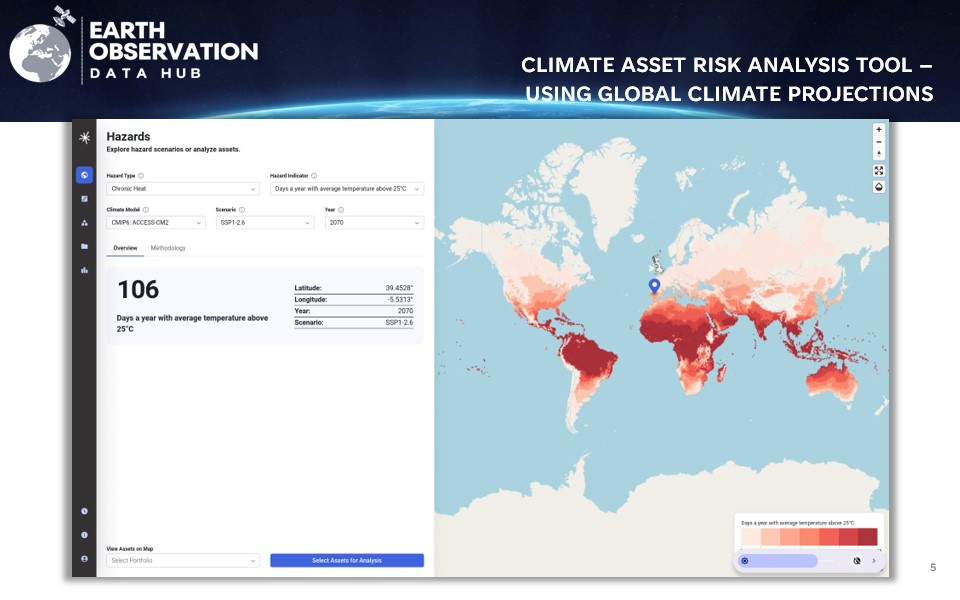 EARTH
OBSERVATION
DATA HUB
CLIMATE ASSET RISK ANALYSIS TOOL –
USING GLOBAL CLIMATE PROJECTIONS
Hazards
Explore hazard scenarios or analyze assets.
Hazard Type
Hazard Indicator
Chronic Heat
Days a year with average temperature above 25°C
Climate Model
Scenario
Year
CMIP6: ACCESS-CM2
SSP1-2.6
2070
Overview
Methodology
106
Days a year with average temperature above
25°C
Latitude: 39.4528°
Longitude: -5.5313°
Year: 2070
Scenario: SSP1-2.6
View Assets on Map
Select Portfolio
Select Assets for Analysis
Days a year with average temperature above 25°C
5